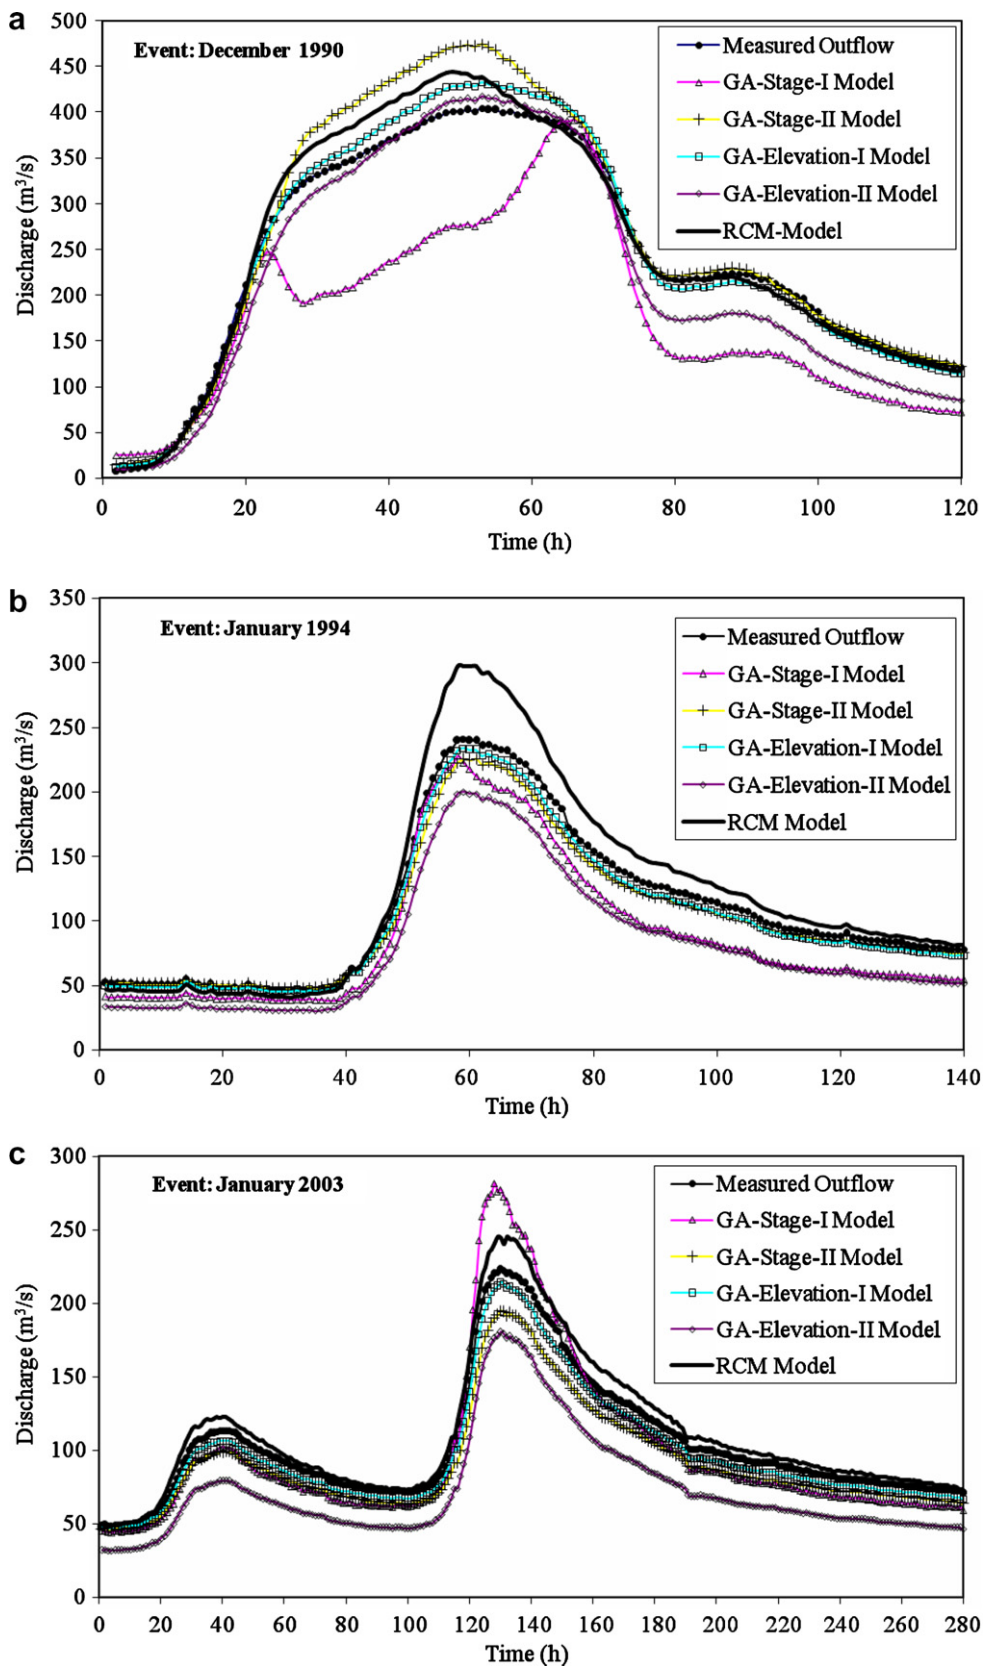 a
Event: December 1990
Measured Outflow
GA-Stage-I Model
GA-Stage-II Model
GA-Elevation-I Model
GA-Elevation-II Model
RCM-Model
Discharge (m³/s)
500
450
400
350
300
250
200
150
100
50
0
0 20 40 60 80 100 120
Time (h)
b
Event: January 1994
Measured Outflow
GA-Stage-I Model
GA-Stage-II Model
GA-Elevation-I Model
GA-Elevation-II Model
RCM Model
Discharge (m³/s)
350
300
250
200
150
100
50
0
0 20 40 60 80 100 120 140
Time (h)
c
Event: January 2003
Measured Outflow
GA-Stage-I Model
GA-Stage-II Model
GA-Elevation-I Model
GA-Elevation-II Model
RCM Model
Discharge (m³/s)
300
250
200
150
100
50
0
0 20 40 60 80 100 120 140 160 180 200 220 240 260 280
Time (h)